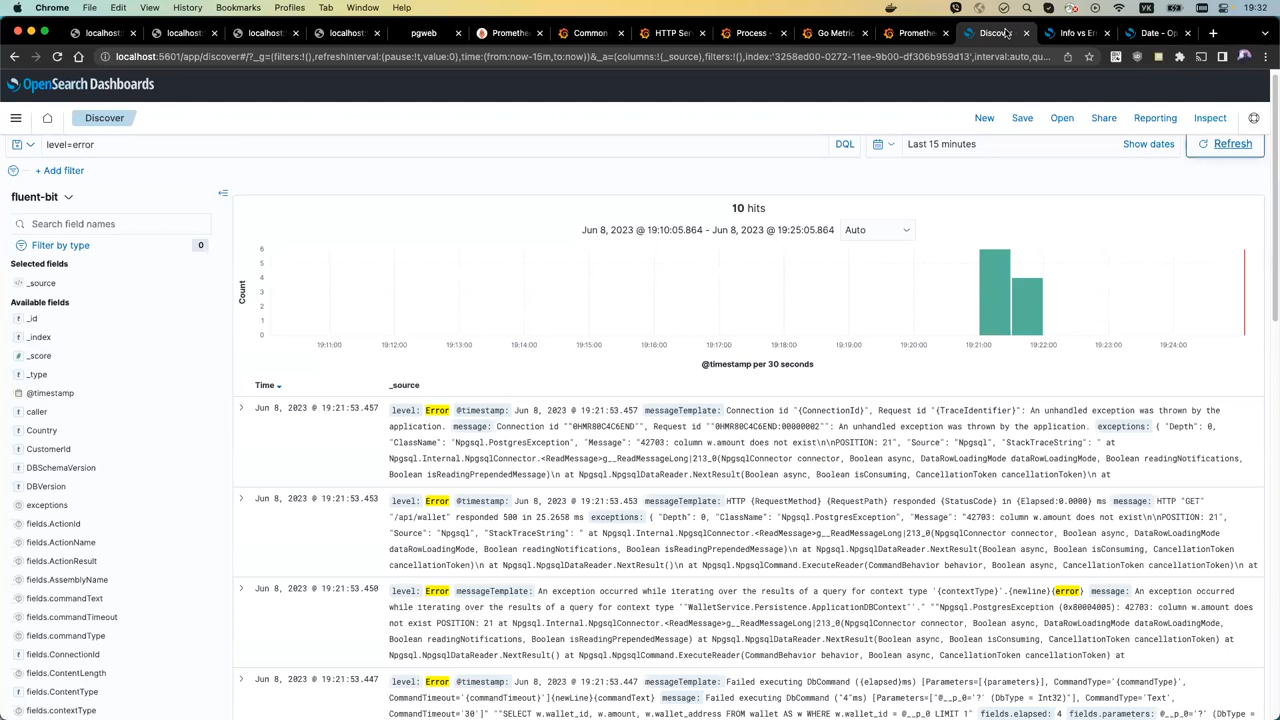 Chrome File Edit View History Bookmarks Profiles Tab Window Help 19:32
localhost: localhost: localhost: localhost: pgweb Prometheu Common HTTP Ser Process - Go Metric Promethe Discove Info vs Err Date - Op
localhost:5601/app/discover#/?_g=(filters:!(),refreshInterval:(pause:!t,value:0),time:(from:now-15m,to:now))&_a=(columns:!(_source),filters:!(),index:'3258ed00-0272-11ee-9b00-df306b959d13',interval:auto,qu...
OpenSearch Dashboards
Discover New Save Open Share Reporting Inspect
level=error DQL Last 15 minutes Show dates Refresh
+ Add filter
fluent-bit
Search field names
Filter by type 0
Selected fields
_source
Available fields
_id
_index
_score
_type
@timestamp
caller
Country
CustomerId
DBSchemaVersion
DBVersion
exceptions
fields.ActionId
fields.ActionName
fields.ActionResult
fields.AssemblyName
fields.commandText
fields.commandTimeout
fields.commandType
fields.ConnectionId
fields.ContentLength
fields.ContentType
fields.contextType
10 hits
Jun 8, 2023 @ 19:10:05.864 - Jun 8, 2023 @ 19:25:05.864 Auto
Count
6
5
4
3
2
1
0
19:11:00 19:12:00 19:13:00 19:14:00 19:15:00 19:16:00 19:17:00 19:18:00 19:19:00 19:20:00 19:21:00 19:22:00 19:23:00 19:24:00
@timestamp per 30 seconds
Time _source
Jun 8, 2023 @ 19:21:53.457 level: Error @timestamp: Jun 8, 2023 @ 19:21:53.457 messageTemplate: Connection id "{ConnectionId}", Request id "{TraceIdentifier}": An unhandled exception was thrown by the
application. message: Connection id ""0HMR80C4C6END"", Request id ""0HMR80C4C6END:00000002"": An unhandled exception was thrown by the application. exceptions: { "Depth": 0,
"ClassName": "Npgsql.PostgresException", "Message": "42703: column w.amount does not exist\n\nPOSITION: 21", "Source": "Npgsql", "StackTraceString": " at
Npgsql.Internal.NpgsqlConnector.<ReadMessage>g__ReadMessageLong|213_0(NpgsqlConnector connector, Boolean async, DataRowLoadingMode dataRowLoadingMode, Boolean readingNotifications,
Boolean isReadingPrependedMessage)\n at Npgsql.NpgsqlDataReader.NextResult(Boolean async, Boolean isConsuming, CancellationToken cancellationToken)\n at
Jun 8, 2023 @ 19:21:53.453 level: Error @timestamp: Jun 8, 2023 @ 19:21:53.453 messageTemplate: HTTP {RequestMethod} {RequestPath} responded {StatusCode} in {Elapsed:0.0000} ms message: HTTP "GET"
"/api/wallet" responded 500 in 25.2658 ms exceptions: { "Depth": 0, "ClassName": "Npgsql.PostgresException", "Message": "42703: column w.amount does not exist\n\nPOSITION: 21",
"Source": "Npgsql", "StackTraceString": " at Npgsql.Internal.NpgsqlConnector.<ReadMessage>g__ReadMessageLong|213_0(NpgsqlConnector connector, Boolean async, DataRowLoadingMode
dataRowLoadingMode, Boolean readingNotifications, Boolean isReadingPrependedMessage)\n at Npgsql.NpgsqlDataReader.NextResult(Boolean async, Boolean isConsuming, CancellationToken
cancellationToken)\n at Npgsql.NpgsqlDataReader.NextResult()\n at Npgsql.NpgsqlCommand.ExecuteReader(CommandBehavior behavior, Boolean async, CancellationToken cancellationToken)\n at
Jun 8, 2023 @ 19:21:53.450 level: Error messageTemplate: An exception occurred while iterating over the results of a query for context type '{contextType}'.{newline}{error} message: An exception occurred
while iterating over the results of a query for context type '"WalletService.Persistence.ApplicationDBContext"'." ""Npgsql.PostgresException (0x80004005): 42703: column w.amount does
not exist POSITION: 21 at Npgsql.Internal.NpgsqlConnector.<ReadMessage>g__ReadMessageLong|213_0(NpgsqlConnector connector, Boolean async, DataRowLoadingMode dataRowLoadingMode,
Boolean readingNotifications, Boolean isReadingPrependedMessage) at Npgsql.NpgsqlDataReader.NextResult(Boolean async, Boolean isConsuming, CancellationToken cancellationToken) at
Npgsql.NpgsqlDataReader.NextResult() at Npgsql.NpgsqlCommand.ExecuteReader(CommandBehavior behavior, Boolean async, CancellationToken cancellationToken) at
Jun 8, 2023 @ 19:21:53.447 level: Error messageTemplate: Failed executing DbCommand ({elapsed}ms) [Parameters=[{parameters}], CommandType='{commandType}',
CommandTimeout='{commandTimeout}']{newLine}{commandText} message: Failed executing DbCommand ("4"ms) [Parameters=["@__p_0='?' (DbType = Int32)"], CommandType='Text',
CommandTimeout='30']" ""SELECT w.wallet_id, w.amount, w.wallet_address FROM wallet AS w WHERE w.wallet_id = @__p_0 LIMIT 1" fields.elapsed: 4 fields.parameters: @__p_0='?' (DbType =